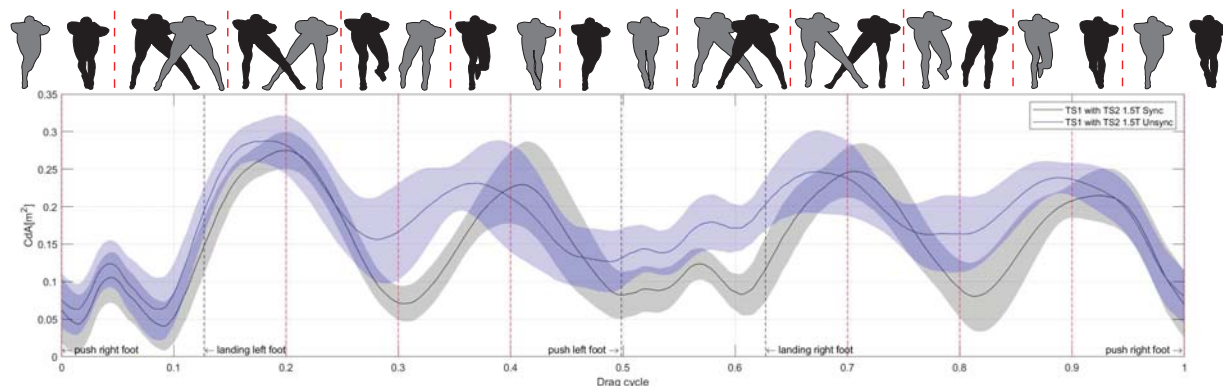 0.35
0.3
0.25
0.2
0.15
0.1
0.05
0
CdA[m²]
TS1 with TS2 1.5T Sync
TS1 with TS2 1.5T Unsync
←push right foot
← landing left foot
push left foot →
← landing right foot
push right foot→
0 0.1 0.2 0.3 0.4 0.5 0.6 0.7 0.8 0.9 1
Drag cycle